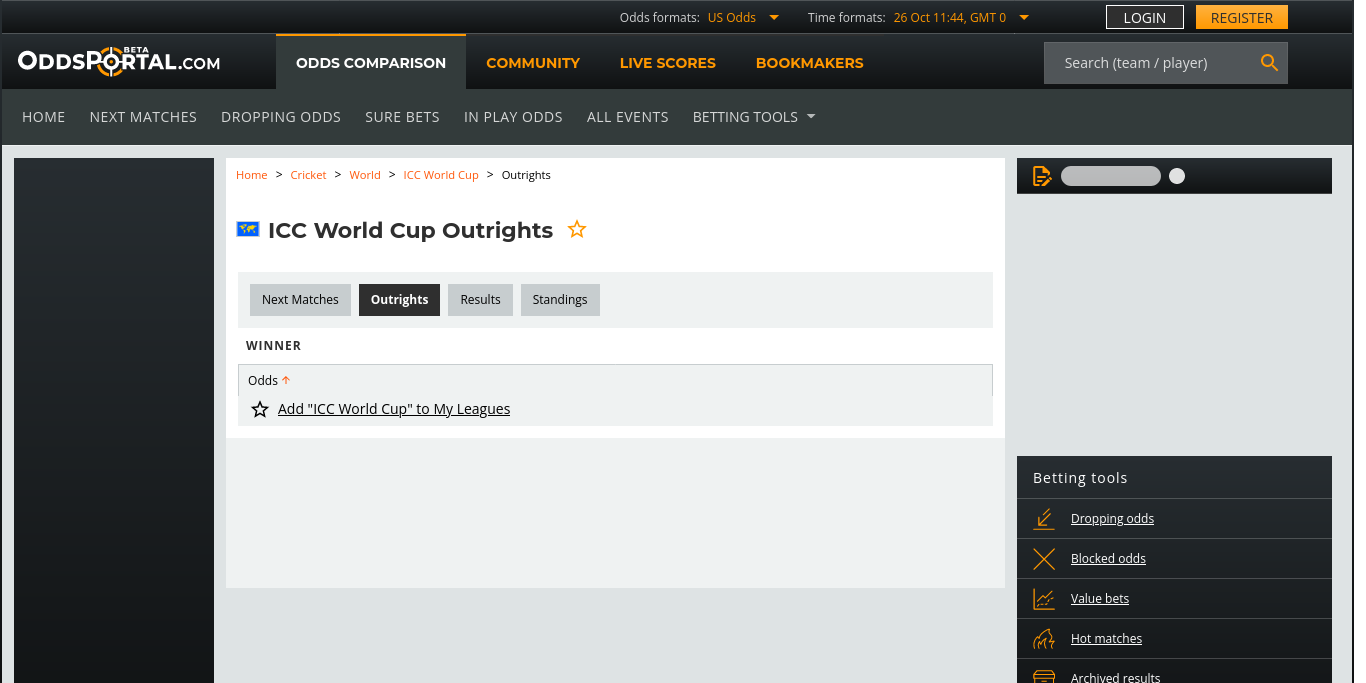 Odds formats: US Odds Time formats: 26 Oct 11:44, GMT 0 LOGIN REGISTER
ODDSPORTAL.COM BETA ODDS COMPARISON COMMUNITY LIVE SCORES BOOKMAKERS Search (team / player)
HOME NEXT MATCHES DROPPING ODDS SURE BETS IN PLAY ODDS ALL EVENTS BETTING TOOLS
Home > Cricket > World > ICC World Cup > Outrights
ICC World Cup Outrights
Next Matches Outrights Results Standings
WINNER
Odds
Add "ICC World Cup" to My Leagues
Betting tools
Dropping odds
Blocked odds
Value bets
Hot matches
Archived results